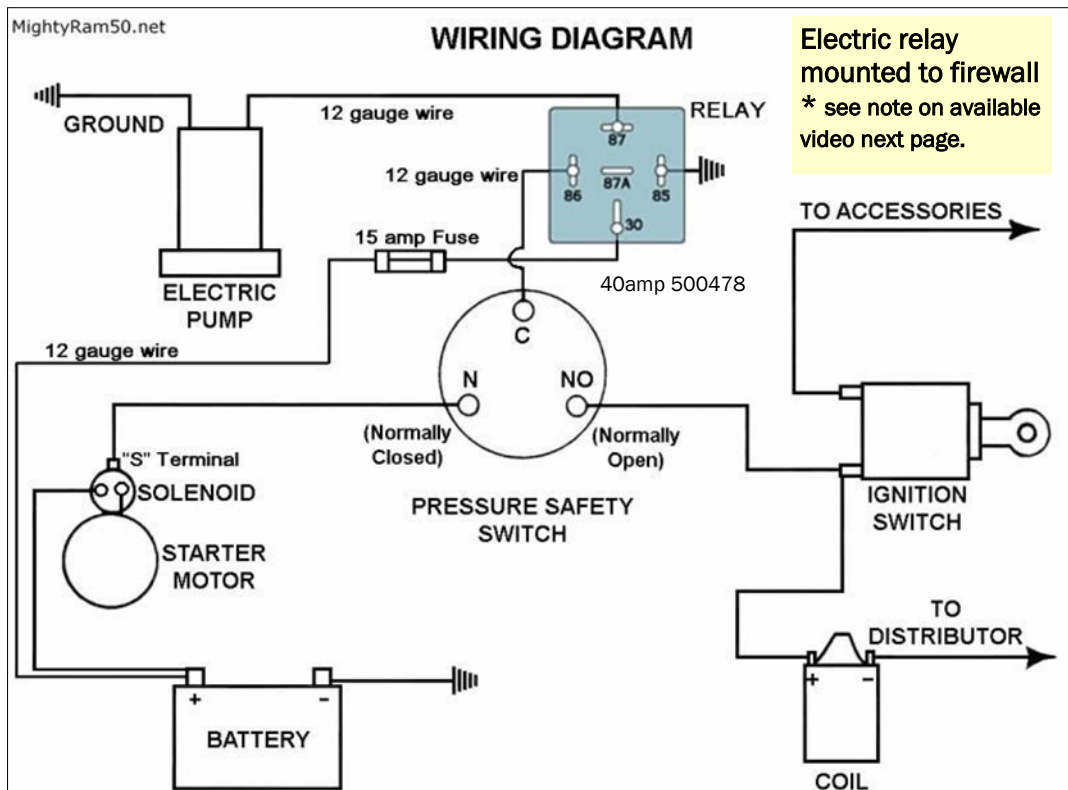 MightyRam50.net
WIRING DIAGRAM
Electric relay
mounted to firewall
* see note on available
video next page.
GROUND
12 gauge wire
RELAY
87
12 gauge wire
86
87A
85
30
TO ACCESSORIES
15 amp Fuse
40amp 500478
ELECTRIC
PUMP
C
12 gauge wire
N
NO
(Normally
Closed)
(Normally
Open)
"S" Terminal
SOLENOID
PRESSURE SAFETY
SWITCH
IGNITION
SWITCH
STARTER
MOTOR
TO
DISTRIBUTOR
+
-
BATTERY
+
-
COIL